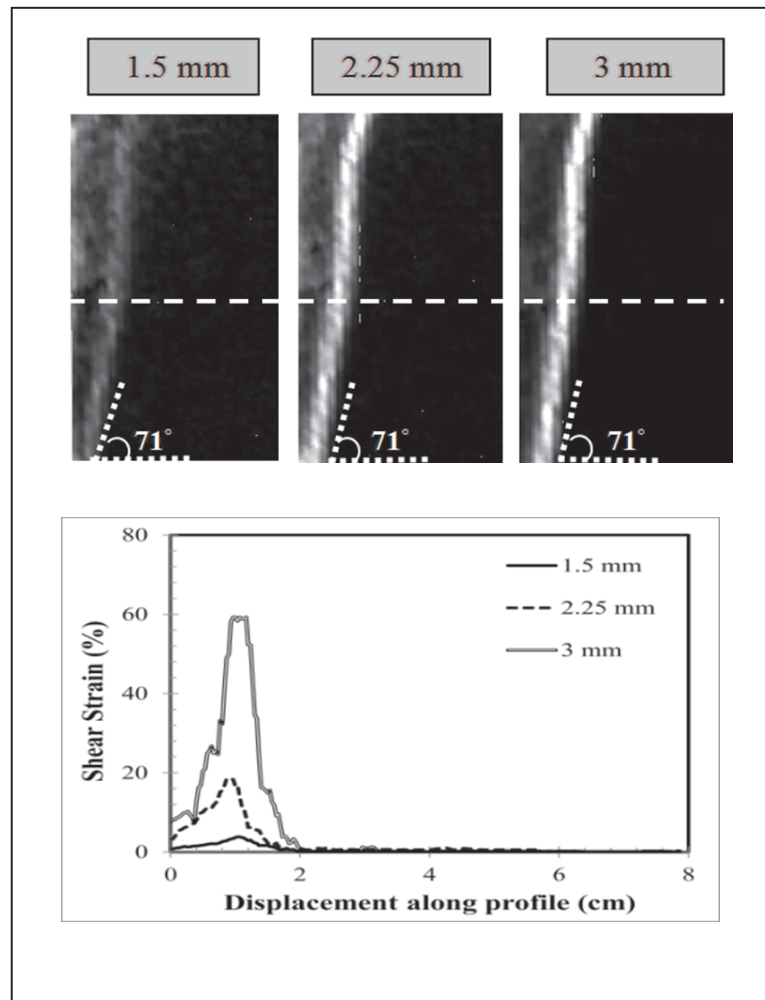 1.5 mm
2.25 mm
3 mm
71°
71°
71°
80
60
40
20
0
Shear Strain (%)
1.5 mm
2.25 mm
3 mm
0 2 4 6 8
Displacement along profile (cm)